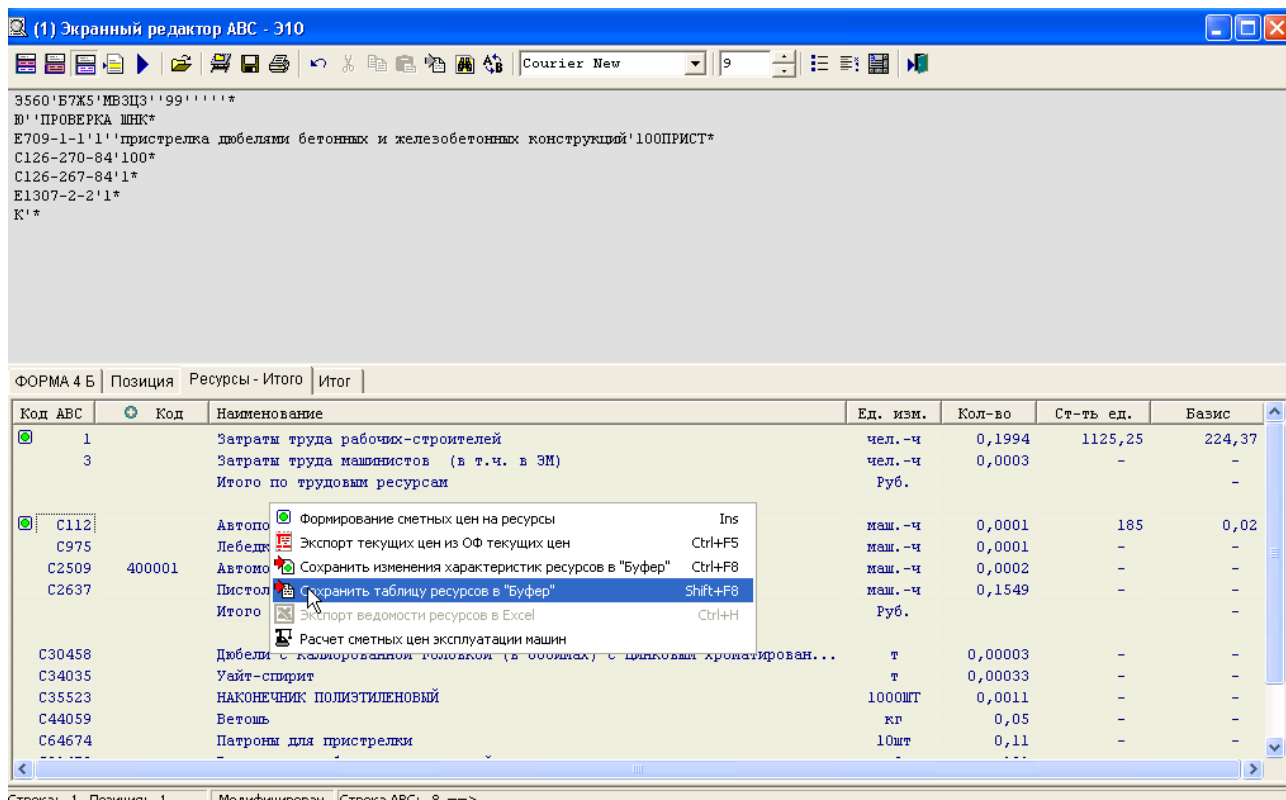 (1) Экранный редактор АВС - Э10
Courier New 9
Э560'Б7Ж5'МВЗЦЗ''99'''''*
Ю''ПРОВЕРКА ШНК*
Е709-1-1'1''пристрелка дюбелями бетонных и железобетонных конструкций'100ПРИСТ*
С126-270-84'100*
С126-267-84'1*
Е1307-2-2'1*
К'*
ФОРМА 4 Б Позиция Ресурсы - Итого Итог
Код АВС Код Наименование Ед. изм. Кол-во Ст-ть ед. Базис
1 Затраты труда рабочих-строителей чел.-ч 0,1994 1125,25 224,37
3 Затраты труда машинистов (в т.ч. в ЭМ) чел.-ч 0,0003 - -
Итого по трудовым ресурсам Руб. -
Формирование сметных цен на ресурсы Ins
С112 Автопо маш.-ч 0,0001 185 0,02
Экспорт текущих цен из ОФ текущих цен Ctrl+F5
С975 Лебедк маш.-ч 0,0001 - -
Сохранить изменения характеристик ресурсов в "Буфер" Ctrl+F8
С2509 400001 Автомо маш.-ч 0,0002 - -
Сохранить таблицу ресурсов в "Буфер" Shift+F8
С2637 Пистол маш.-ч 0,1549 - -
Экспорт ведомости ресурсов в Excel Ctrl+H
Итого Руб. -
Расчет сметных цен эксплуатации машин
С30458 Дюбели с калиброванной головкой (в обоймах) с цинковым хроматирован... т 0,00003 - -
С34035 Уайт-спирит т 0,00033 - -
С35523 НАКОНЕЧНИК ПОЛИЭТИЛЕНОВЫЙ 1000ШТ 0,0011 - -
С44059 Ветошь кг 0,05 - -
С64674 Патроны для пристрелки 10шт 0,11 - -
Строка: 1 Позиция: 1 Модифицирован Строка АВС: 8 ==>